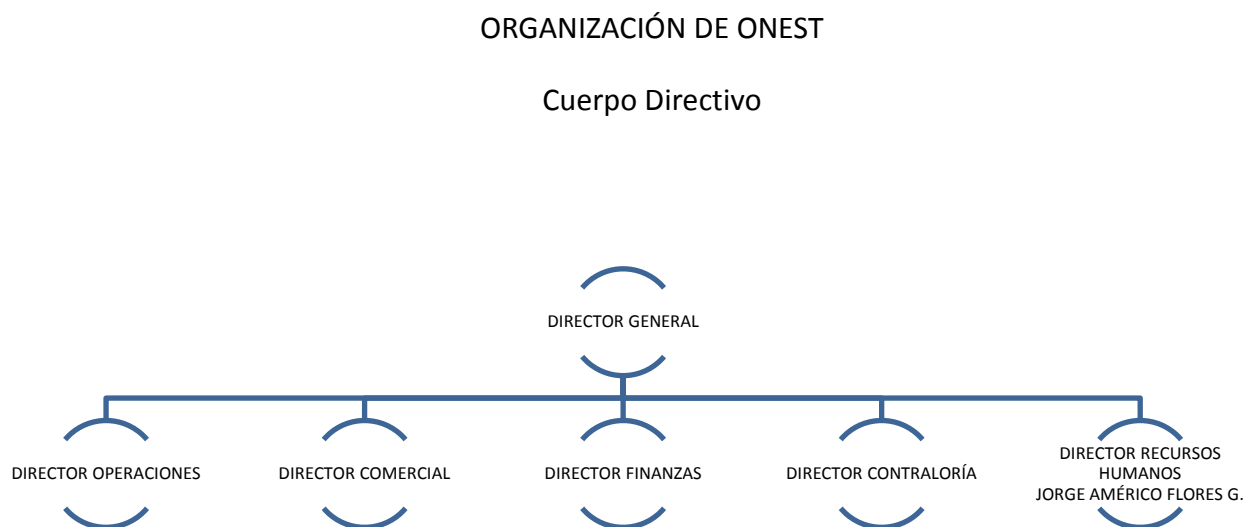 ORGANIZACIÓN DE ONEST
Cuerpo Directivo
DIRECTOR GENERAL
DIRECTOR OPERACIONES
DIRECTOR COMERCIAL
DIRECTOR FINANZAS
DIRECTOR CONTRALORÍA
DIRECTOR RECURSOS
HUMANOS
JORGE AMÉRICO FLORES G.